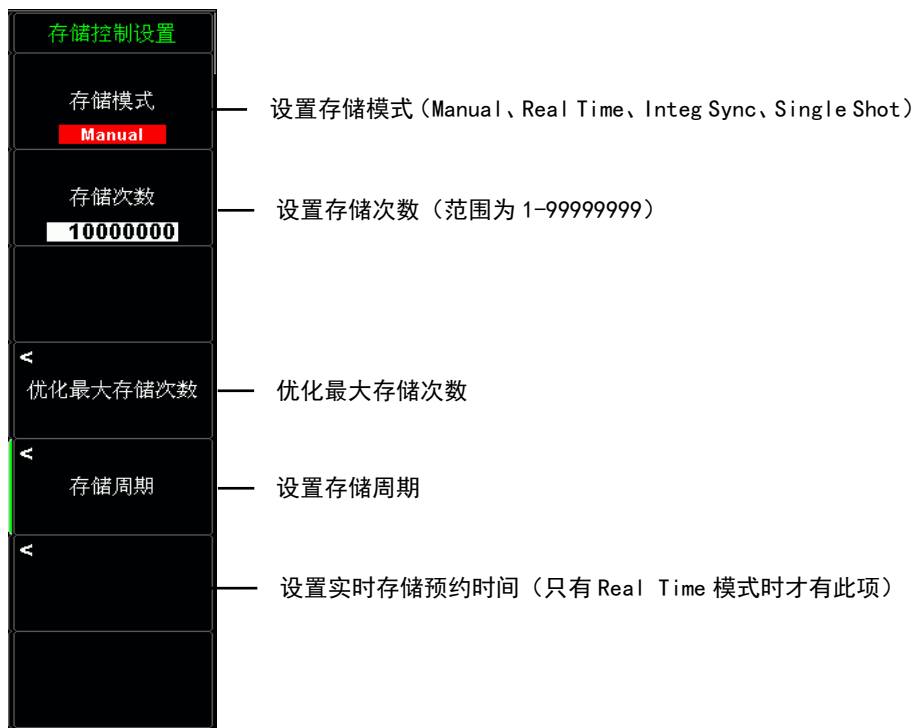 存储控制设置
存储模式
Manual
设置存储模式（Manual、Real Time、Integ Sync、Single Shot）
存储次数
10000000
设置存储次数（范围为 1-99999999）
<
优化最大存储次数
优化最大存储次数
<
存储周期
设置存储周期
<
设置实时存储预约时间（只有 Real Time 模式时才有此项）